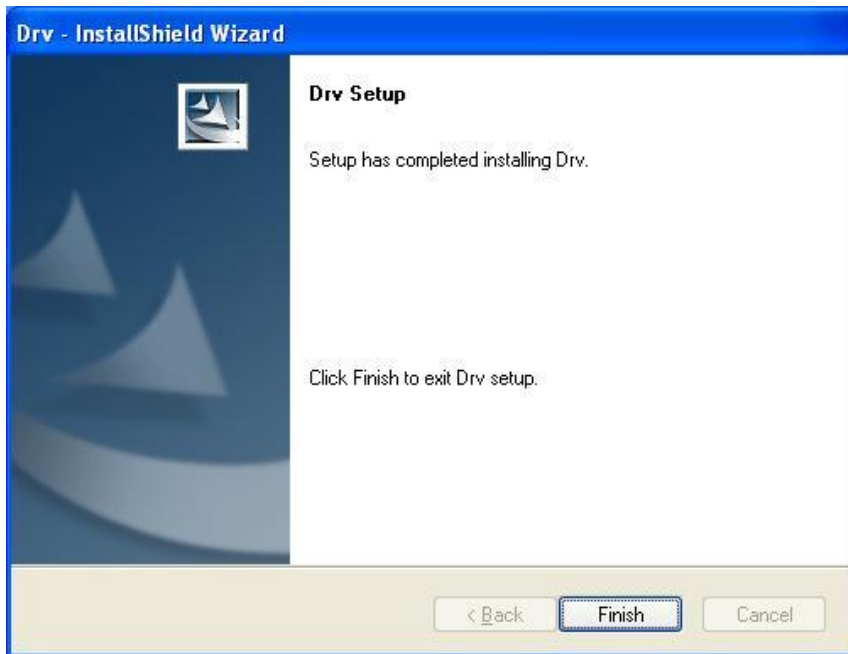 Drv - InstallShield Wizard
Drv Setup
Setup has completed installing Drv.
Click Finish to exit Drv setup.
< Back Finish Cancel